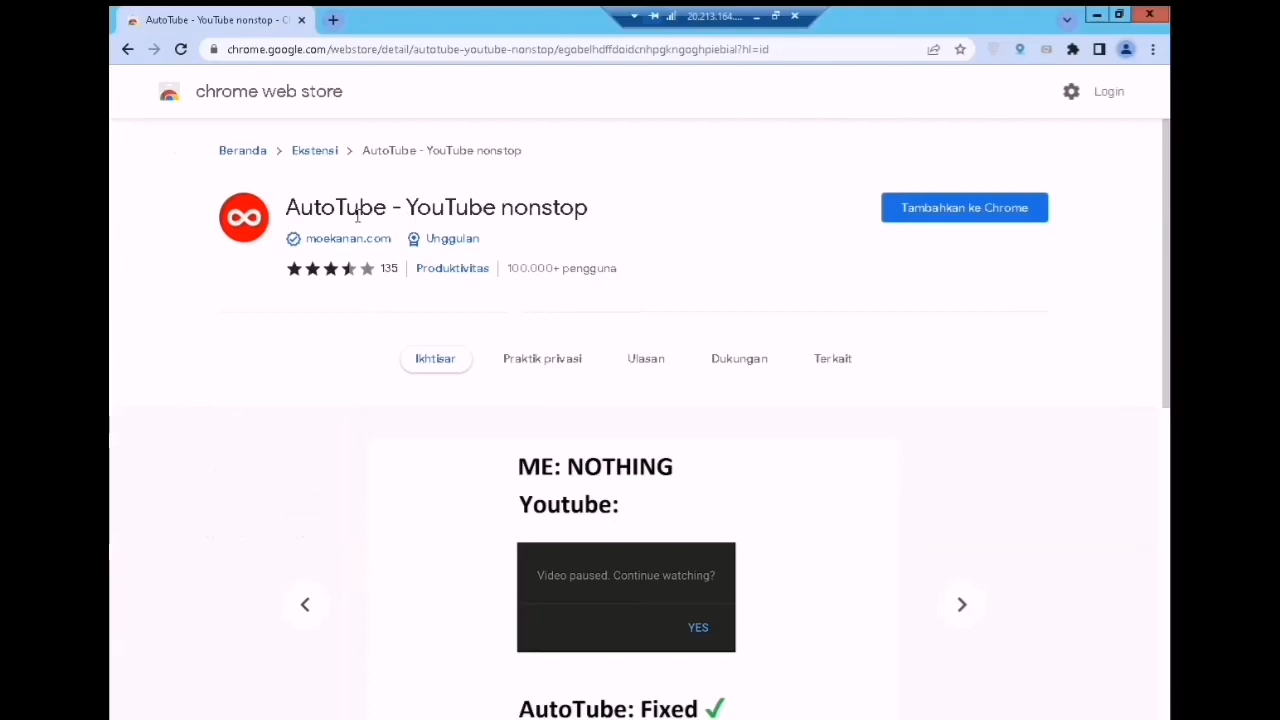 AutoTube - YouTube nonstop - C
20.213.164....
chrome.google.com/webstore/detail/autotube-youtube-nonstop/egobelhdffdoidcnhpgkngoghpiebial?hl=id
chrome web store
Login
Beranda > Ekstensi > AutoTube - YouTube nonstop
AutoTube - YouTube nonstop
Tambahkan ke Chrome
moekanan.com Unggulan
135 Produktivitas 100.000+ pengguna
Ikhtisar Praktik privasi Ulasan Dukungan Terkait
ME: NOTHING
Youtube:
Video paused. Continue watching?
YES
AutoTube: Fixed ✓